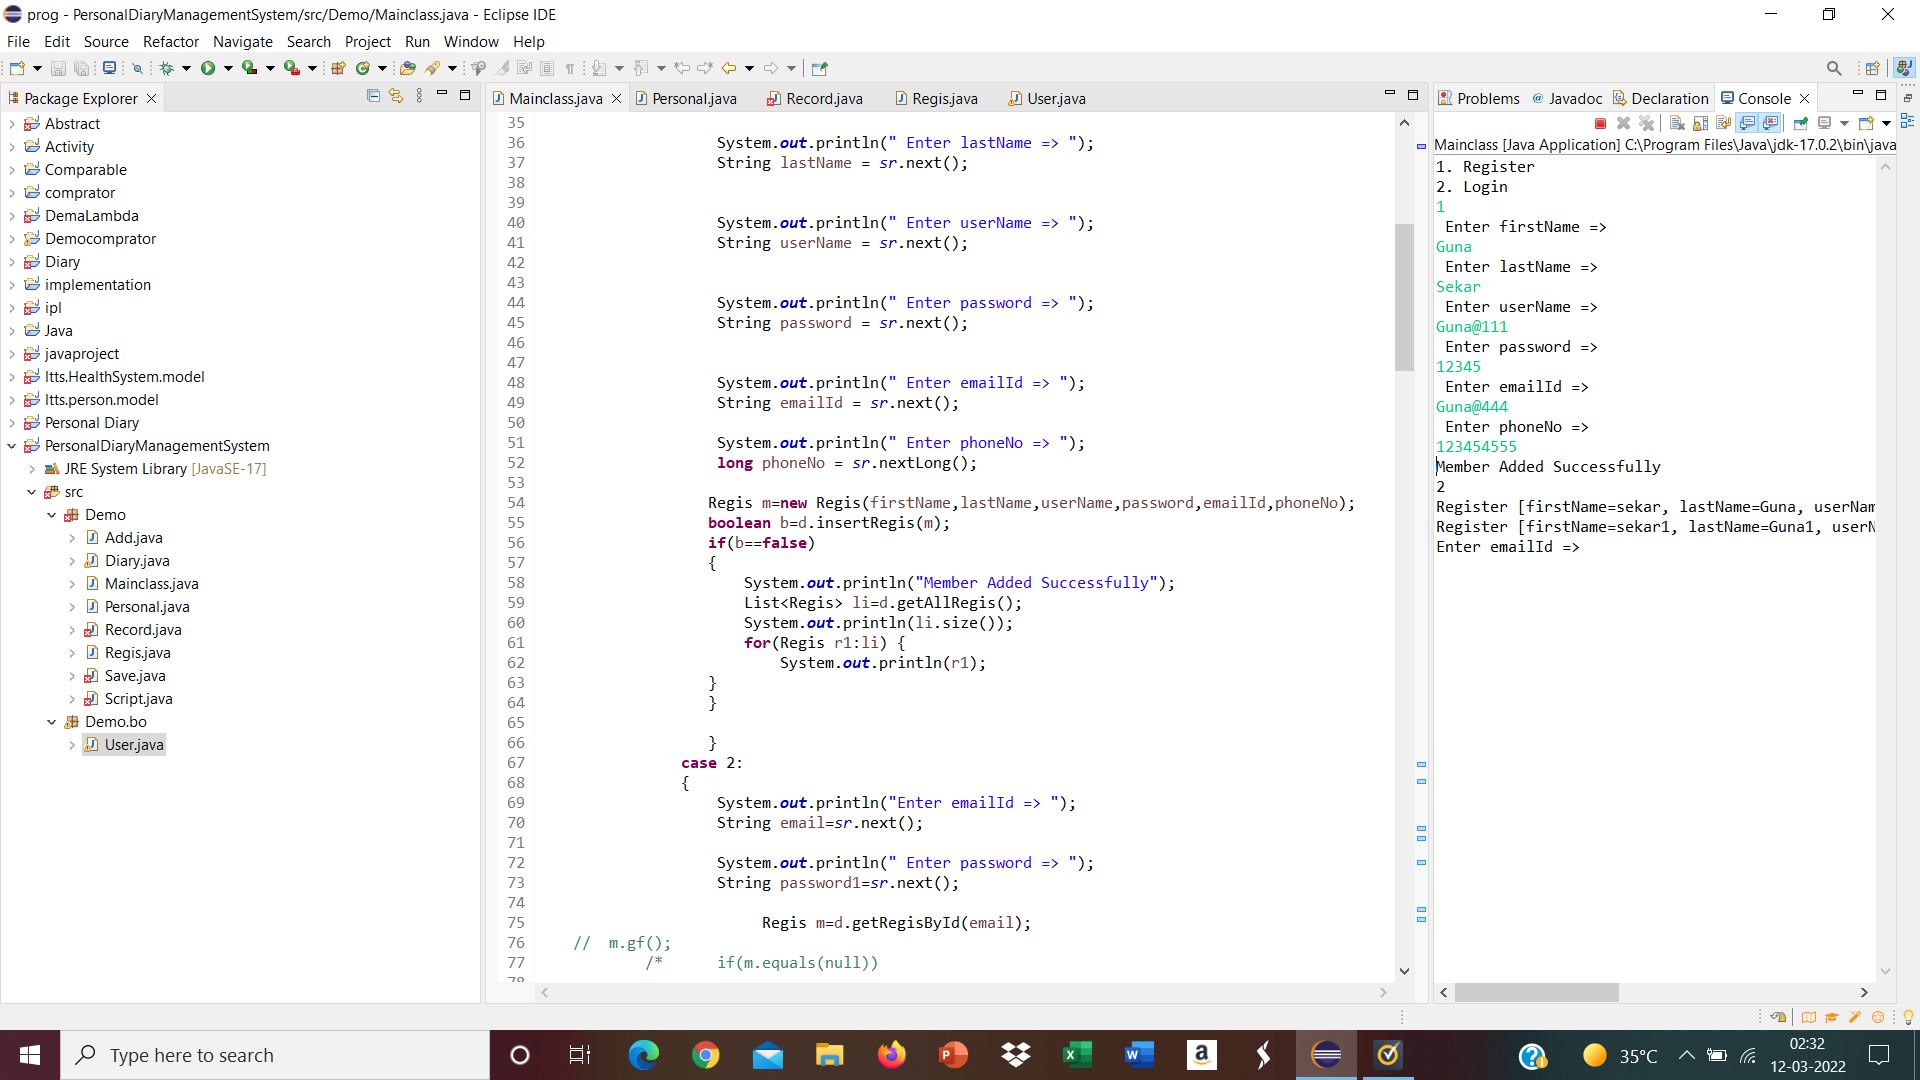 prog - PersonalDiaryManagementSystem/src/Demo/Mainclass.java - Eclipse IDE
File Edit Source Refactor Navigate Search Project Run Window Help
Package Explorer
Abstract
Activity
Comparable
comprator
DemaLambda
Democomprator
Diary
implementation
ipl
Java
javaproject
ltts.HealthSystem.model
ltts.person.model
Personal Diary
PersonalDiaryManagementSystem
JRE System Library [JavaSE-17]
src
Demo
Add.java
Diary.java
Mainclass.java
Personal.java
Record.java
Regis.java
Save.java
Script.java
Demo.bo
User.java
Mainclass.java Personal.java Record.java Regis.java User.java
35
36 System.out.println(" Enter lastName => ");
37 String lastName = sr.next();
38
39
40 System.out.println(" Enter userName => ");
41 String userName = sr.next();
42
43
44 System.out.println(" Enter password => ");
45 String password = sr.next();
46
47
48 System.out.println(" Enter emailId => ");
49 String emailId = sr.next();
50
51 System.out.println(" Enter phoneNo => ");
52 long phoneNo = sr.nextLong();
53
54 Regis m=new Regis(firstName,lastName,userName,password,emailId,phoneNo);
55 boolean b=d.insertRegis(m);
56 if(b==false)
57 {
58 System.out.println("Member Added Successfully");
59 List<Regis> li=d.getAllRegis();
60 System.out.println(li.size());
61 for(Regis r1:li) {
62 System.out.println(r1);
63 }
64 }
65
66 }
67 case 2:
68 {
69 System.out.println("Enter emailId => ");
70 String email=sr.next();
71
72 System.out.println(" Enter password => ");
73 String password1=sr.next();
74
75 Regis m=d.getRegisById(email);
76 // m.gf();
77 /* if(m.equals(null))
78
Problems Javadoc Declaration Console
Mainclass [Java Application] C:\Program Files\Java\jdk-17.0.2\bin\java
1. Register
2. Login
1
Enter firstName =>
Guna
Enter lastName =>
Sekar
Enter userName =>
Guna@111
Enter password =>
12345
Enter emailId =>
Guna@444
Enter phoneNo =>
123454555
Member Added Successfully
2
Register [firstName=sekar, lastName=Guna, userNam
Register [firstName=sekar1, lastName=Guna1, userN
Enter emailId =>
Type here to search
35°C
02:32
12-03-2022